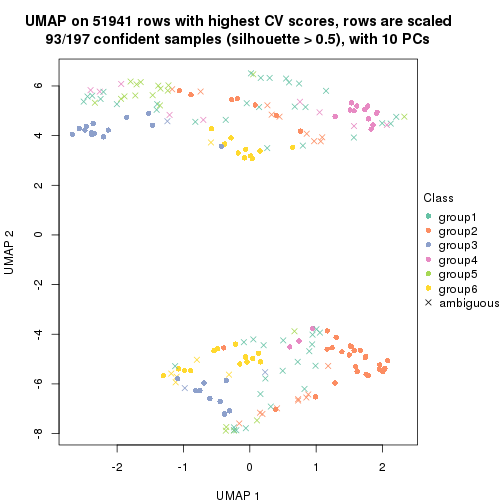 UMAP on 51941 rows with highest CV scores, rows are scaled
93/197 confident samples (silhouette > 0.5), with 10 PCs
6
4
2
0
-2
-4
-6
-8
UMAP 2
-2
-1
0
1
2
UMAP 1
Class
group1
group2
group3
group4
group5
group6
ambiguous